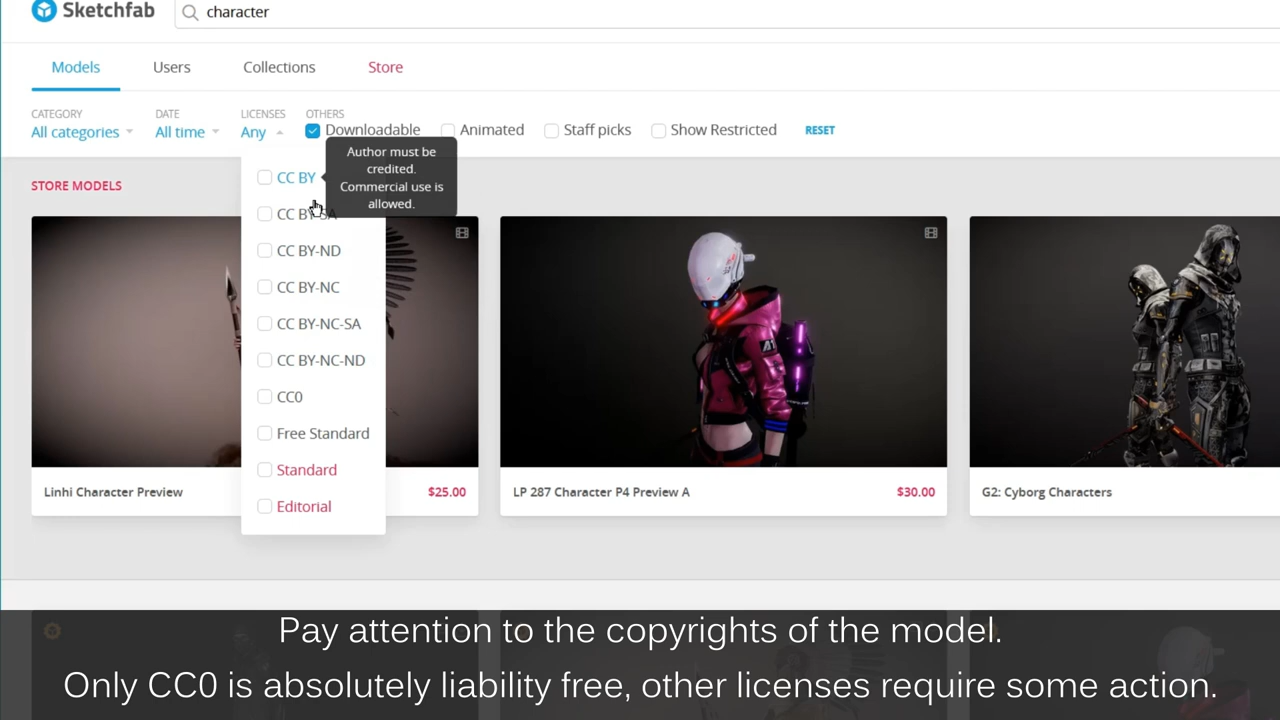 Sketchfab
character
Models
Users
Collections
Store
CATEGORY
DATE
LICENSES
OTHERS
All categories
All time
Any
Downloadable
Animated
Staff picks
Show Restricted
RESET
Author must be
credited.
Commercial use is
allowed.
CC BY
CC BY-SA
CC BY-ND
CC BY-NC
CC BY-NC-SA
CC BY-NC-ND
CC0
Free Standard
Standard
Editorial
STORE MODELS
Linhi Character Preview
$25.00
LP 287 Character P4 Preview A
$30.00
G2: Cyborg Characters
Pay attention to the copyrights of the model.
Only CC0 is absolutely liability free, other licenses require some action.